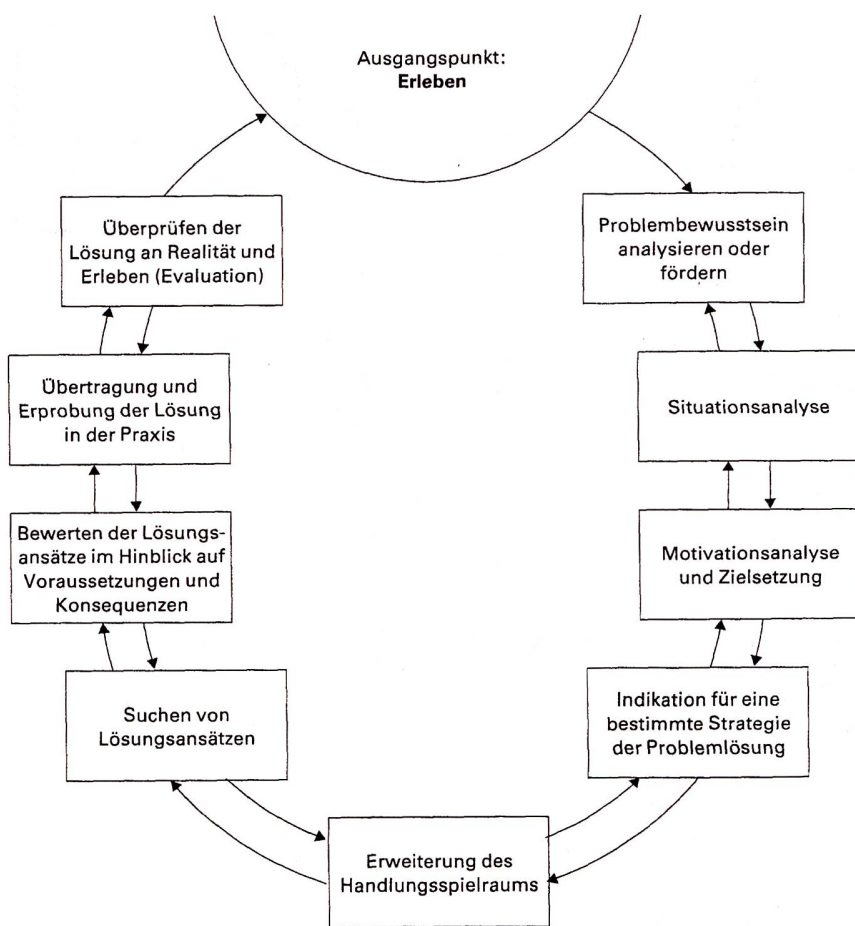 Ausgangspunkt:
Erleben
Problembewusstsein
analysieren oder
fördern
Situationsanalyse
Motivationsanalyse
und Zielsetzung
Indikation für eine
bestimmte Strategie
der Problemlösung
Erweiterung des
Handlungsspielraums
Suchen von
Lösungsansätzen
Bewerten der Lösungs-
ansätze im Hinblick auf
Voraussetzungen und
Konsequenzen
Übertragung und
Erprobung der Lösung
in der Praxis
Überprüfen der
Lösung an Realität und
Erleben (Evaluation)